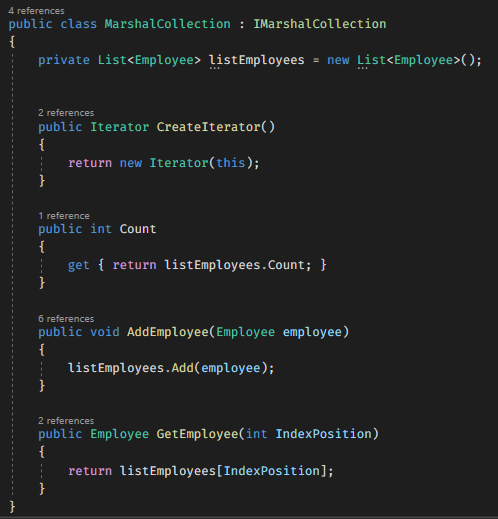 4 references
public class MarshalCollection : IMarshalCollection
{
private List<Employee> listEmployees = new List<Employee>();
2 references
public Iterator CreateIterator()
{
return new Iterator(this);
}
1 reference
public int Count
{
get { return listEmployees.Count; }
}
6 references
public void AddEmployee(Employee employee)
{
listEmployees.Add(employee);
}
2 references
public Employee GetEmployee(int IndexPosition)
{
return listEmployees[IndexPosition];
}
}